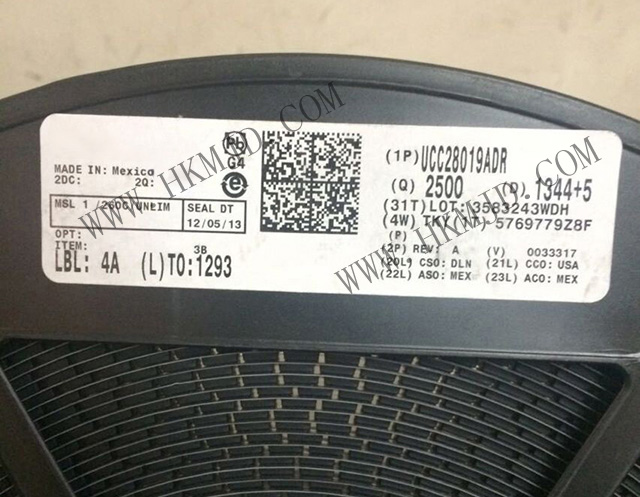 MADE IN: Mexico
2DC: 2Q:
Pb
G4
e
MSL 1 /260C/UNLIM
SEAL DT
12/05/13
OPT:
ITEM:
3B
LBL: 4A (L)TO:1293
(1P) UCC28019ADR
(Q) 2500 (D) 1344+5
(31T)LOT: 3583243WDH
(4W) TKY(1T) 5769779Z8F
(P)
(2P) REV: A (V) 0033317
(20L) CSO: DLN (21L) CCO: USA
(22L) ASO: MEX (23L) ACO: MEX
WWW.HKMJD.COM
WWW.HKMJD.COM